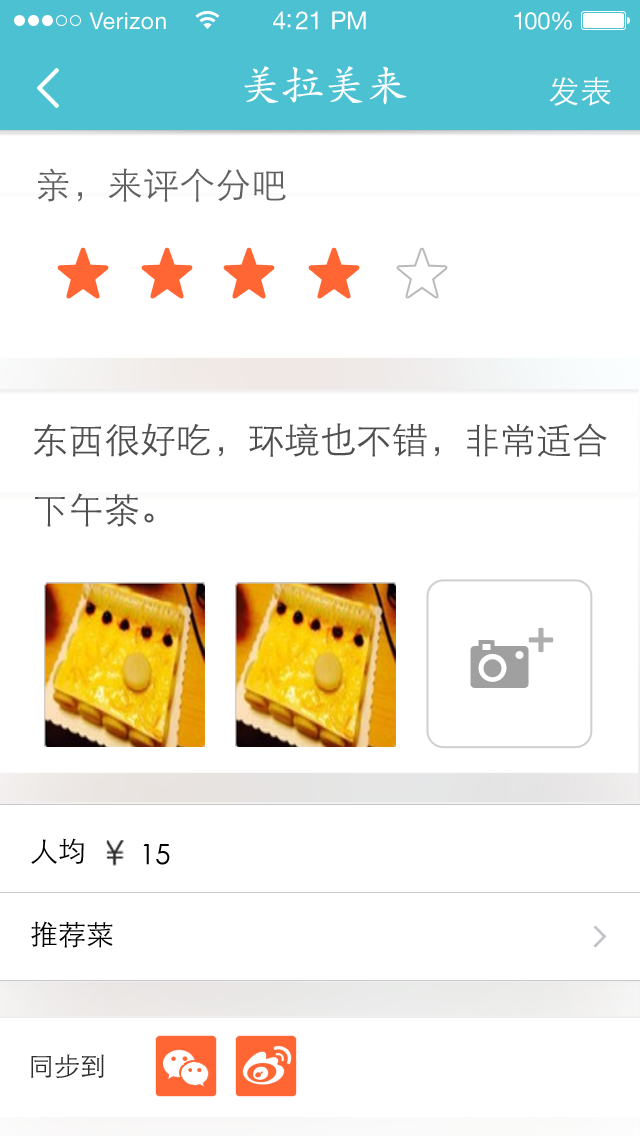 Verizon 4:21 PM 100%
美拉美来 发表
亲，来评个分吧
东西很好吃，环境也不错，非常适合
下午茶。
人均 ¥ 15
推荐菜
同步到